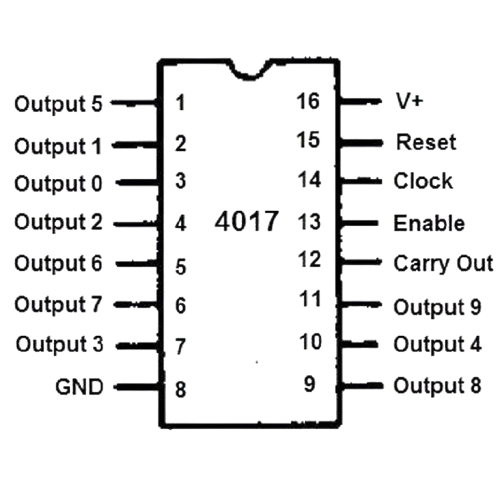 Output 5 1 16 V+
Output 1 2 15 Reset
Output 0 3 14 Clock
Output 2 4 4017 13 Enable
Output 6 5 12 Carry Out
Output 7 6 11 Output 9
Output 3 7 10 Output 4
GND 8 9 Output 8